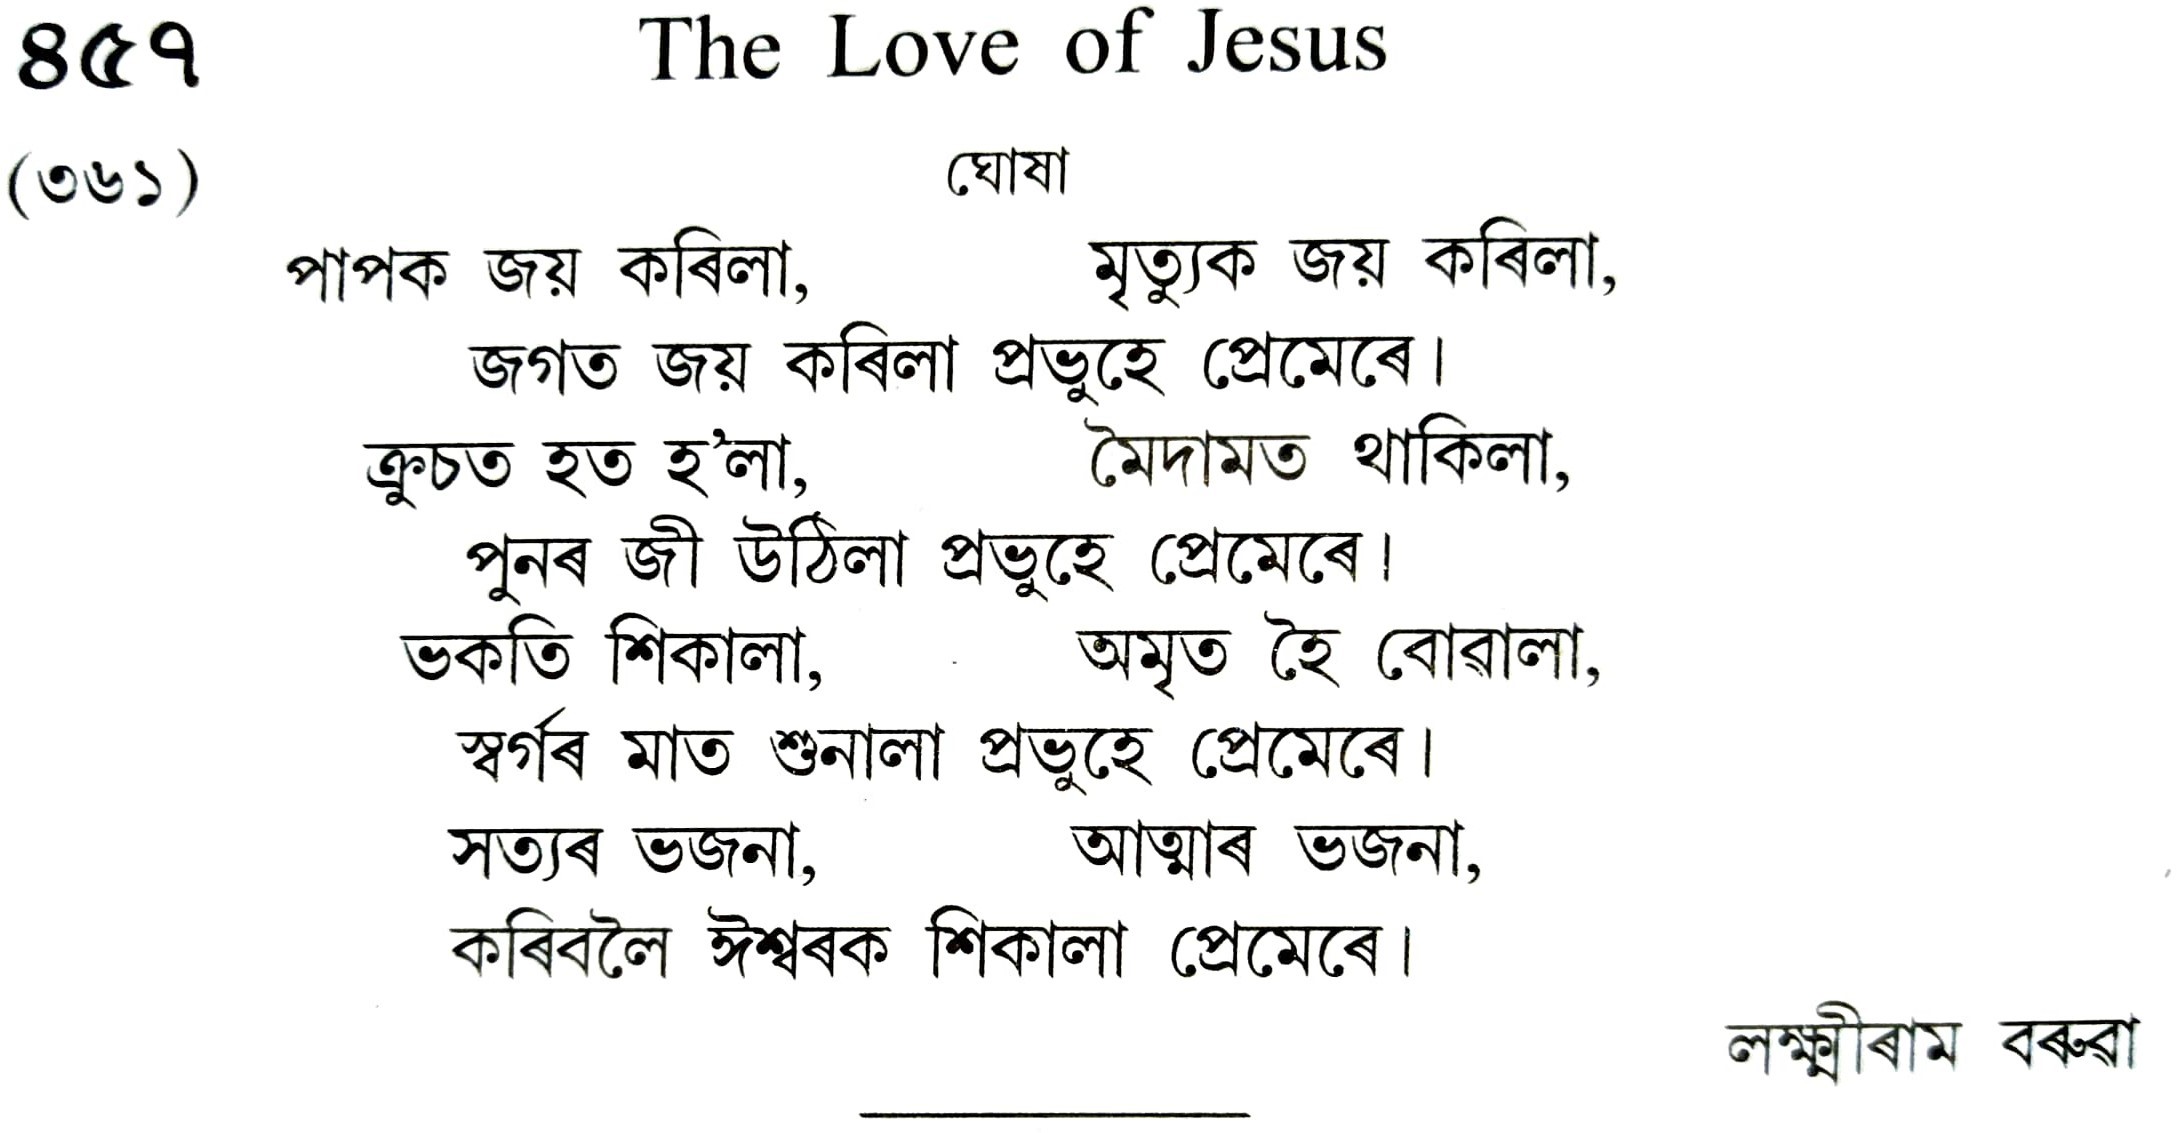 ৪৫৭ The Love of Jesus
(৩৬১) ঘোষা
পাপক জয় কৰিলা, মৃত্যুক জয় কৰিলা,
জগত জয় কৰিলা প্ৰভুহে প্ৰেমেৰে।
ক্ৰুচত হত হ’লা, মৈদামত থাকিলা,
পুনৰ জী উঠিলা প্ৰভুহে প্ৰেমেৰে।
ভকতি শিকালা, অমৃত হৈ বোৱালা,
স্বৰ্গৰ মাত শুনালা প্ৰভুহে প্ৰেমেৰে।
সত্যৰ ভজনা, আত্মাৰ ভজনা,
কৰিবলৈ ঈশ্বৰক শিকালা প্ৰেমেৰে।
লক্ষ্মীৰাম বৰুৱা